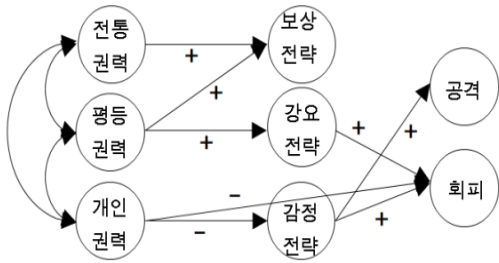 전통
권력
보상
전략
+
+
공격
평등
권력
강요
전략
+
+
+
회피
개인
권력
감정
전략
−
−
+